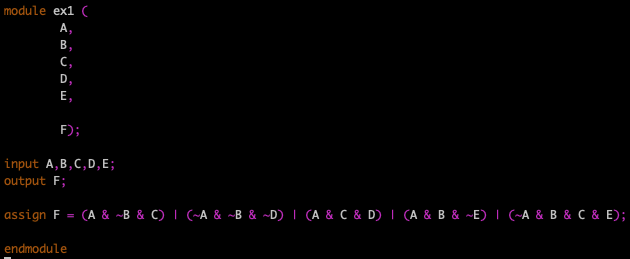 module ex1 (
A,
B,
C,
D,
E,
F);
input A,B,C,D,E;
output F;
assign F = (A & ~B & C) | (~A & ~B & ~D) | (A & C & D) | (A & B & ~E) | (~A & B & C & E);
endmodule